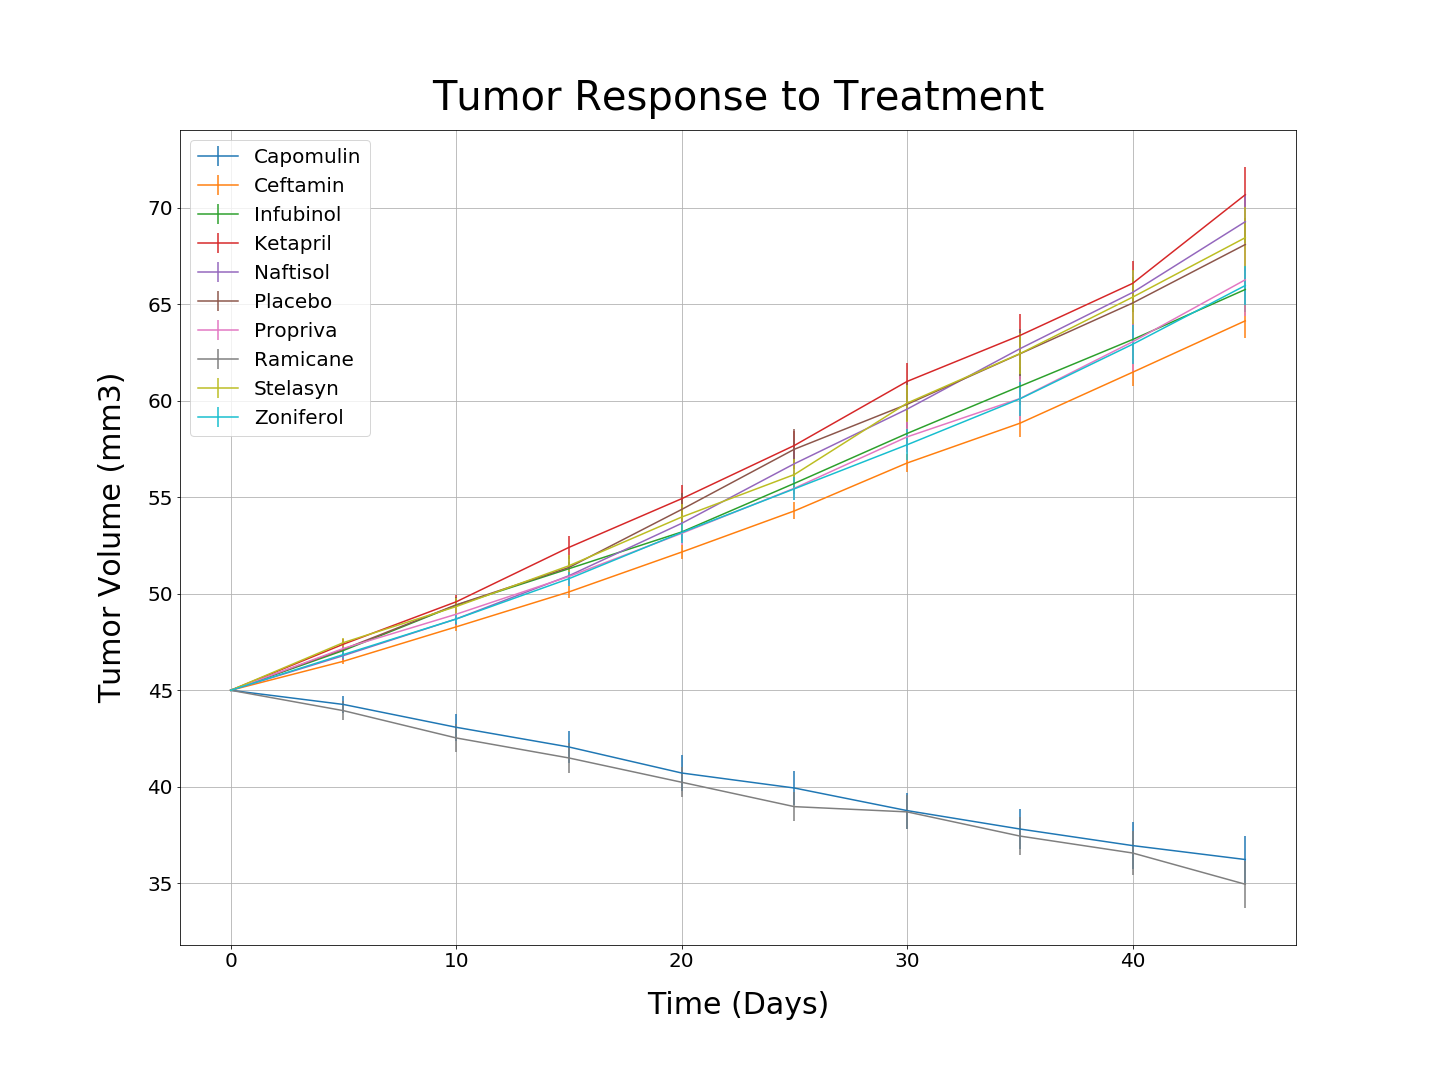 Tumor Response to Treatment
Capomulin
Ceftamin
Infubinol
Ketapril
Naftisol
Placebo
Propriva
Ramicane
Stelasyn
Zoniferol
Tumor Volume (mm3)
70
65
60
55
50
45
40
35
0 10 20 30 40
Time (Days)